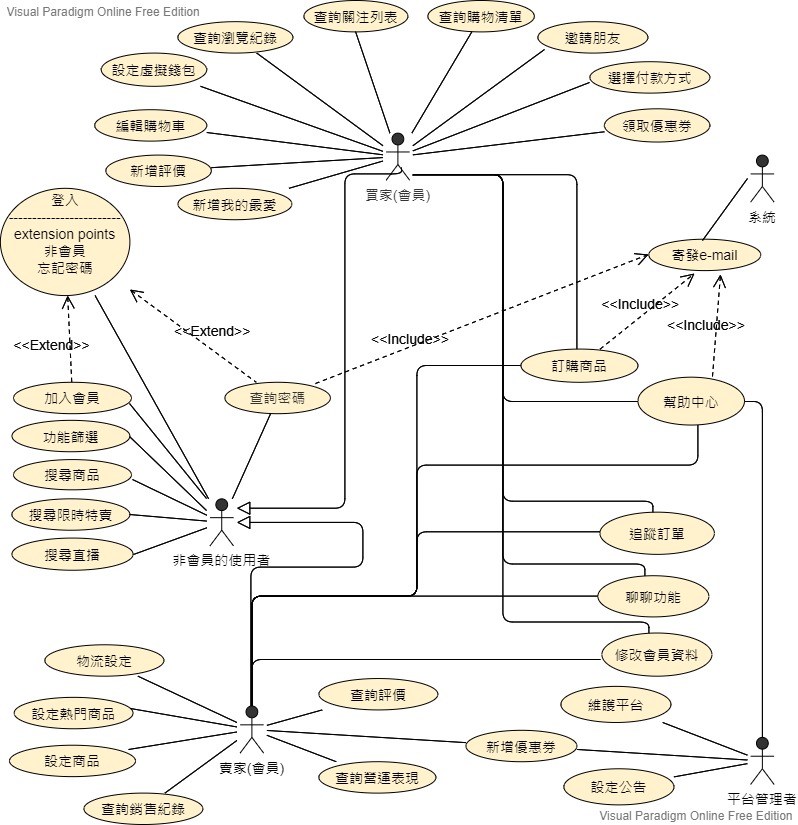 Visual Paradigm Online Free Edition
查詢關注列表
查詢購物清單
查詢瀏覽紀錄
邀請朋友
設定虛擬錢包
選擇付款方式
編輯購物車
領取優惠券
新增評價
買家(會員)
新增我的最愛
系統
登入
extension points
非會員
忘記密碼
寄發e-mail
<<Include>>
<<Include>>
<<Extend>>
<<Include>>
<<Extend>>
訂購商品
加入會員
查詢密碼
幫助中心
功能篩選
搜尋商品
搜尋限時特賣
追蹤訂單
搜尋直播
非會員的使用者
聊聊功能
修改會員資料
物流設定
查詢評價
維護平台
設定熱門商品
新增優惠券
設定商品
賣家(會員)
查詢營運表現
設定公告
平台管理者
查詢銷售紀錄
Visual Paradigm Online Free Edition